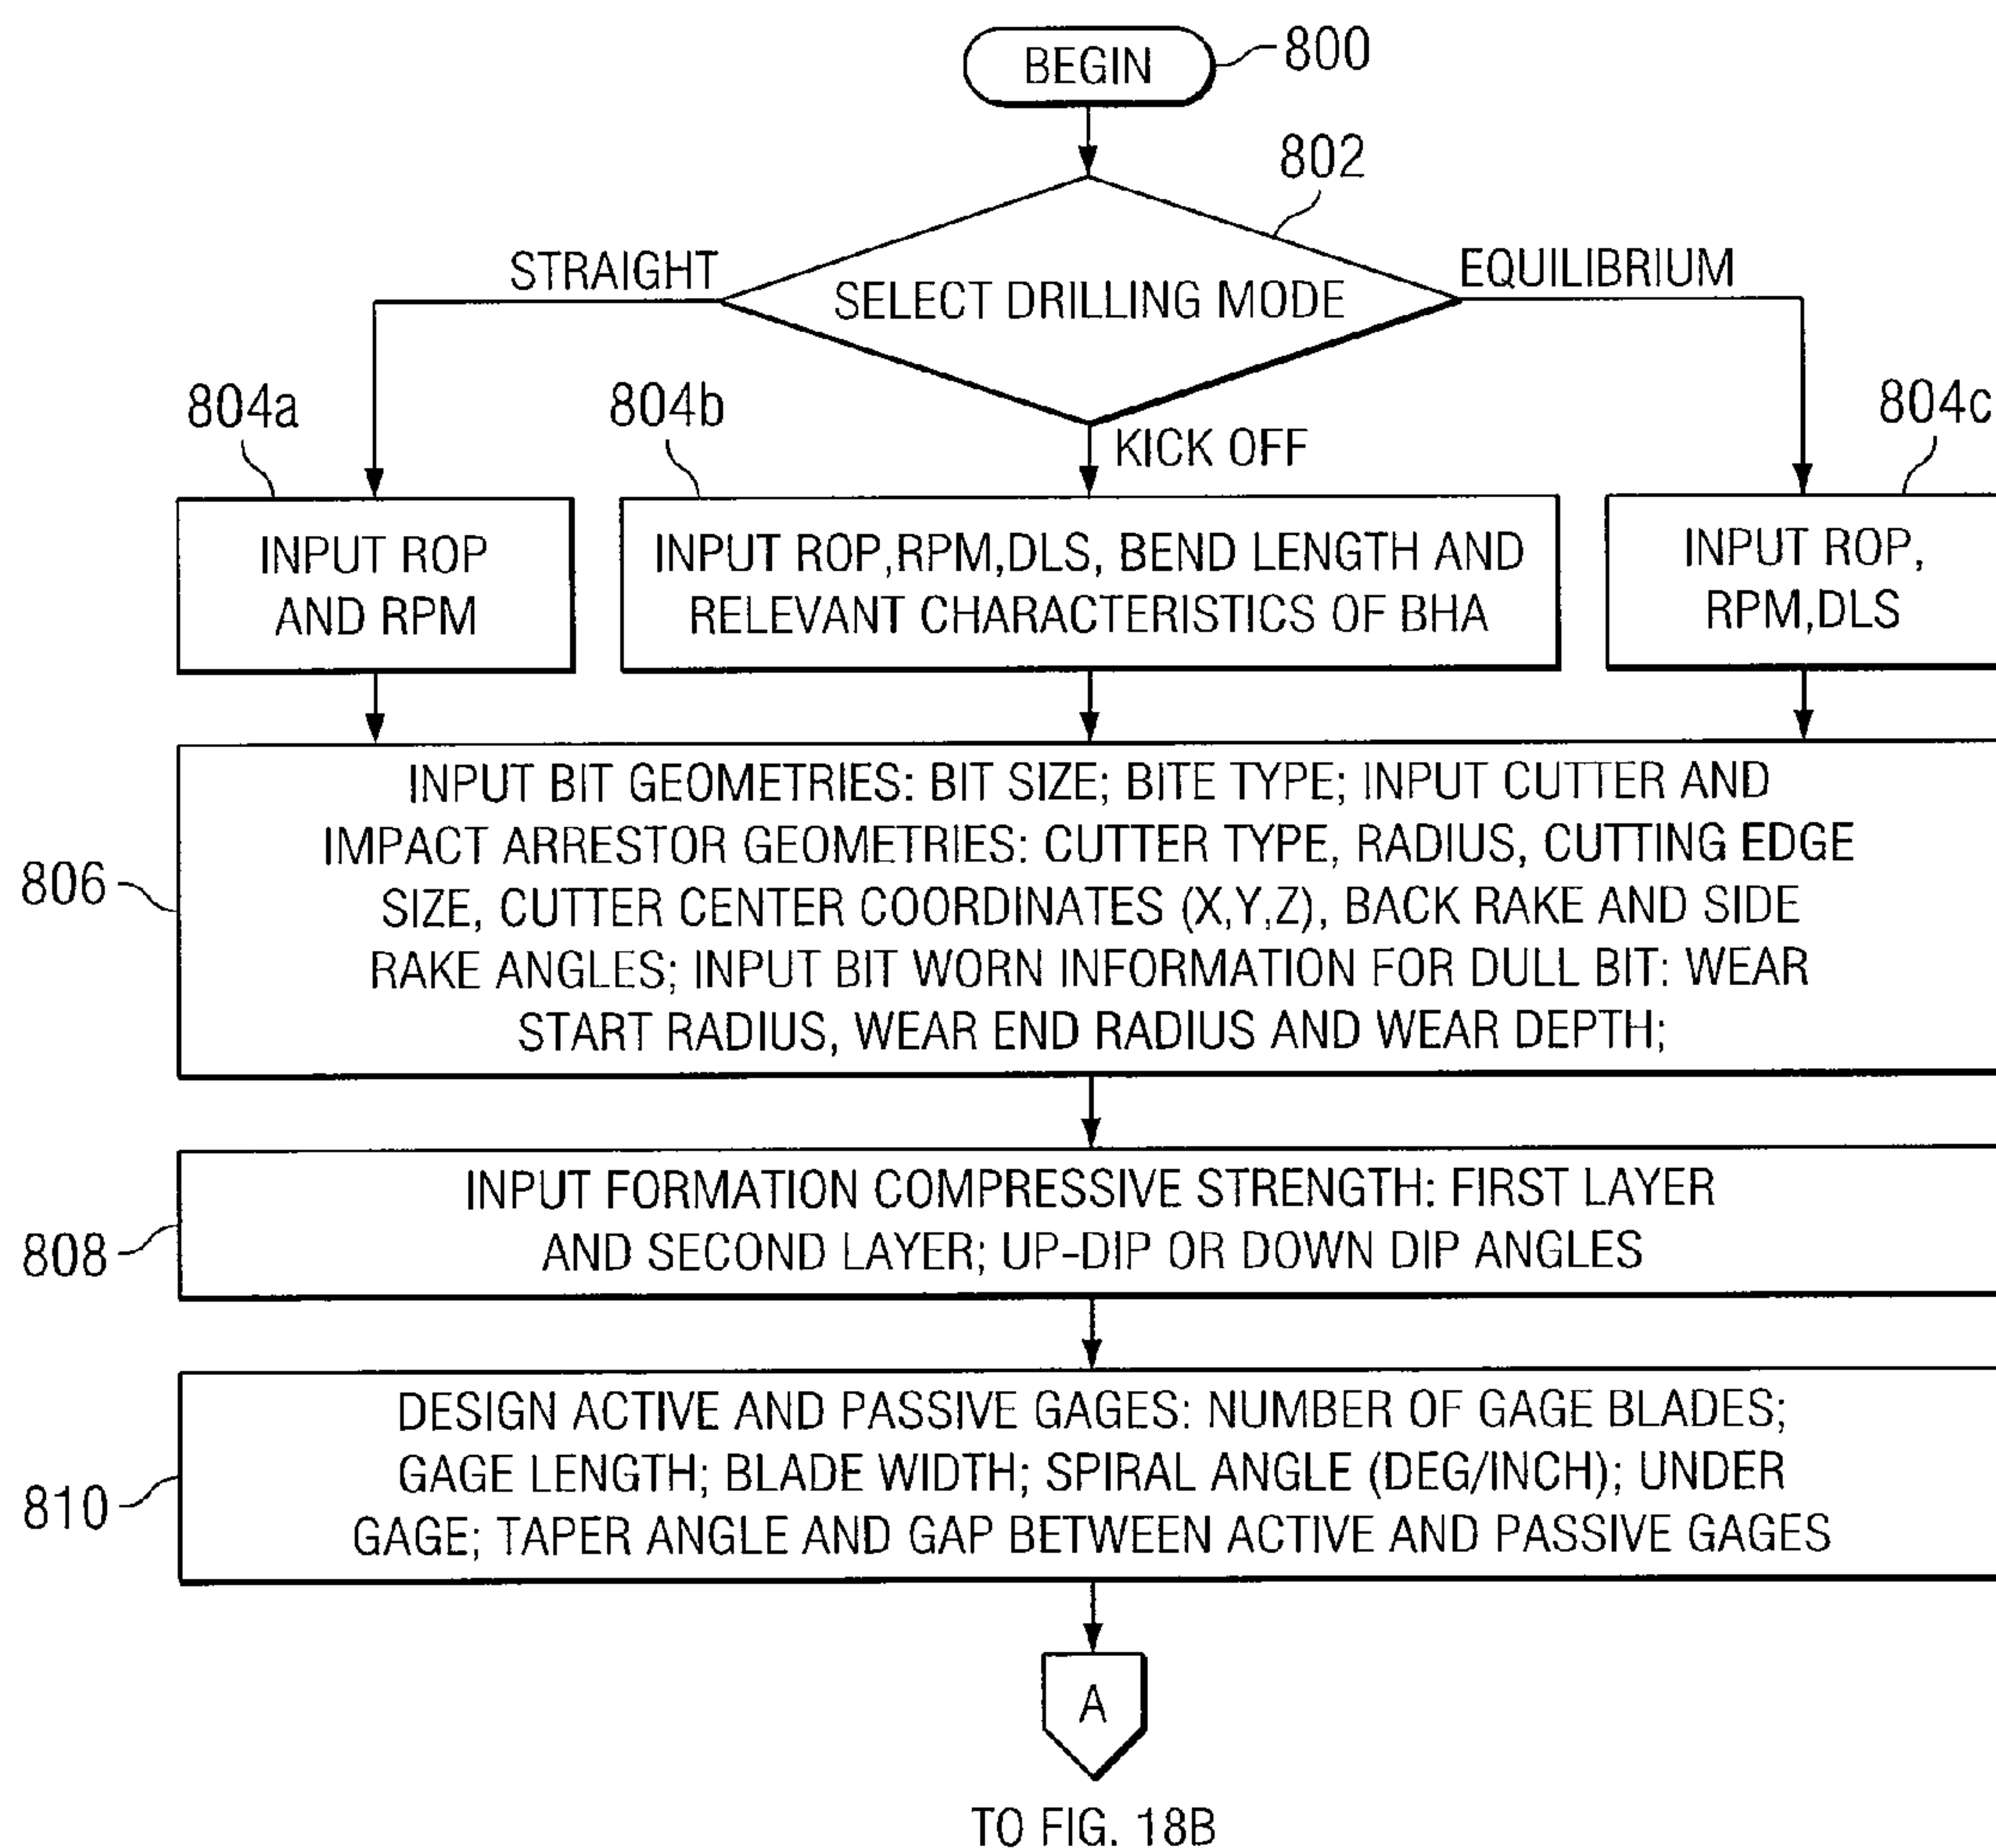 BEGIN
800
802
STRAIGHT
SELECT DRILLING MODE
EQUILIBRIUM
KICK OFF
804a
804b
804c
INPUT ROP
AND RPM
INPUT ROP,RPM,DLS, BEND LENGTH AND
RELEVANT CHARACTERISTICS OF BHA
INPUT ROP,
RPM,DLS
806
INPUT BIT GEOMETRIES: BIT SIZE; BITE TYPE; INPUT CUTTER AND
IMPACT ARRESTOR GEOMETRIES: CUTTER TYPE, RADIUS, CUTTING EDGE
SIZE, CUTTER CENTER COORDINATES (X,Y,Z), BACK RAKE AND SIDE
RAKE ANGLES; INPUT BIT WORN INFORMATION FOR DULL BIT: WEAR
START RADIUS, WEAR END RADIUS AND WEAR DEPTH;
808
INPUT FORMATION COMPRESSIVE STRENGTH: FIRST LAYER
AND SECOND LAYER; UP-DIP OR DOWN DIP ANGLES
810
DESIGN ACTIVE AND PASSIVE GAGES: NUMBER OF GAGE BLADES;
GAGE LENGTH; BLADE WIDTH; SPIRAL ANGLE (DEG/INCH); UNDER
GAGE; TAPER ANGLE AND GAP BETWEEN ACTIVE AND PASSIVE GAGES
A
TO FIG. 18B